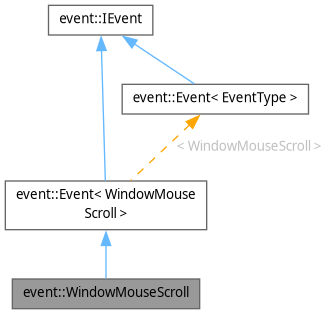 event::IEvent
event::Event< EventType >
< WindowMouseScroll >
event::Event< WindowMouse
Scroll >
event::WindowMouseScroll